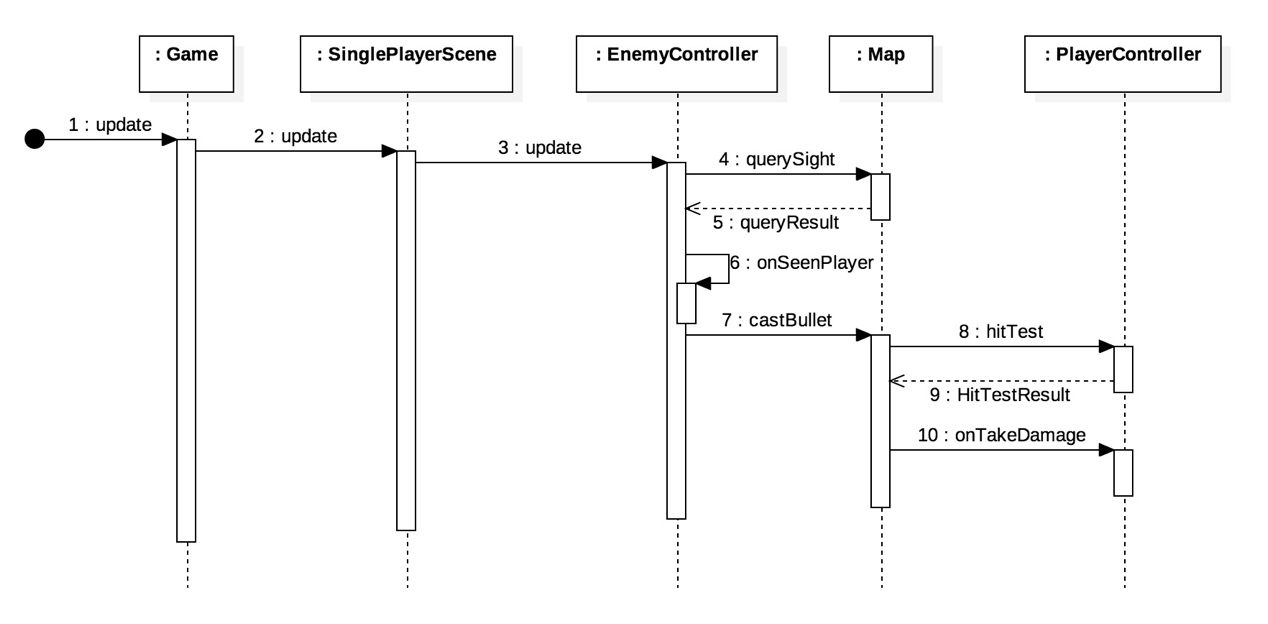 : Game
: SinglePlayerScene
: EnemyController
: Map
: PlayerController
1 : update
2 : update
3 : update
4 : querySight
5 : queryResult
6 : onSeenPlayer
7 : castBullet
8 : hitTest
9 : HitTestResult
10 : onTakeDamage